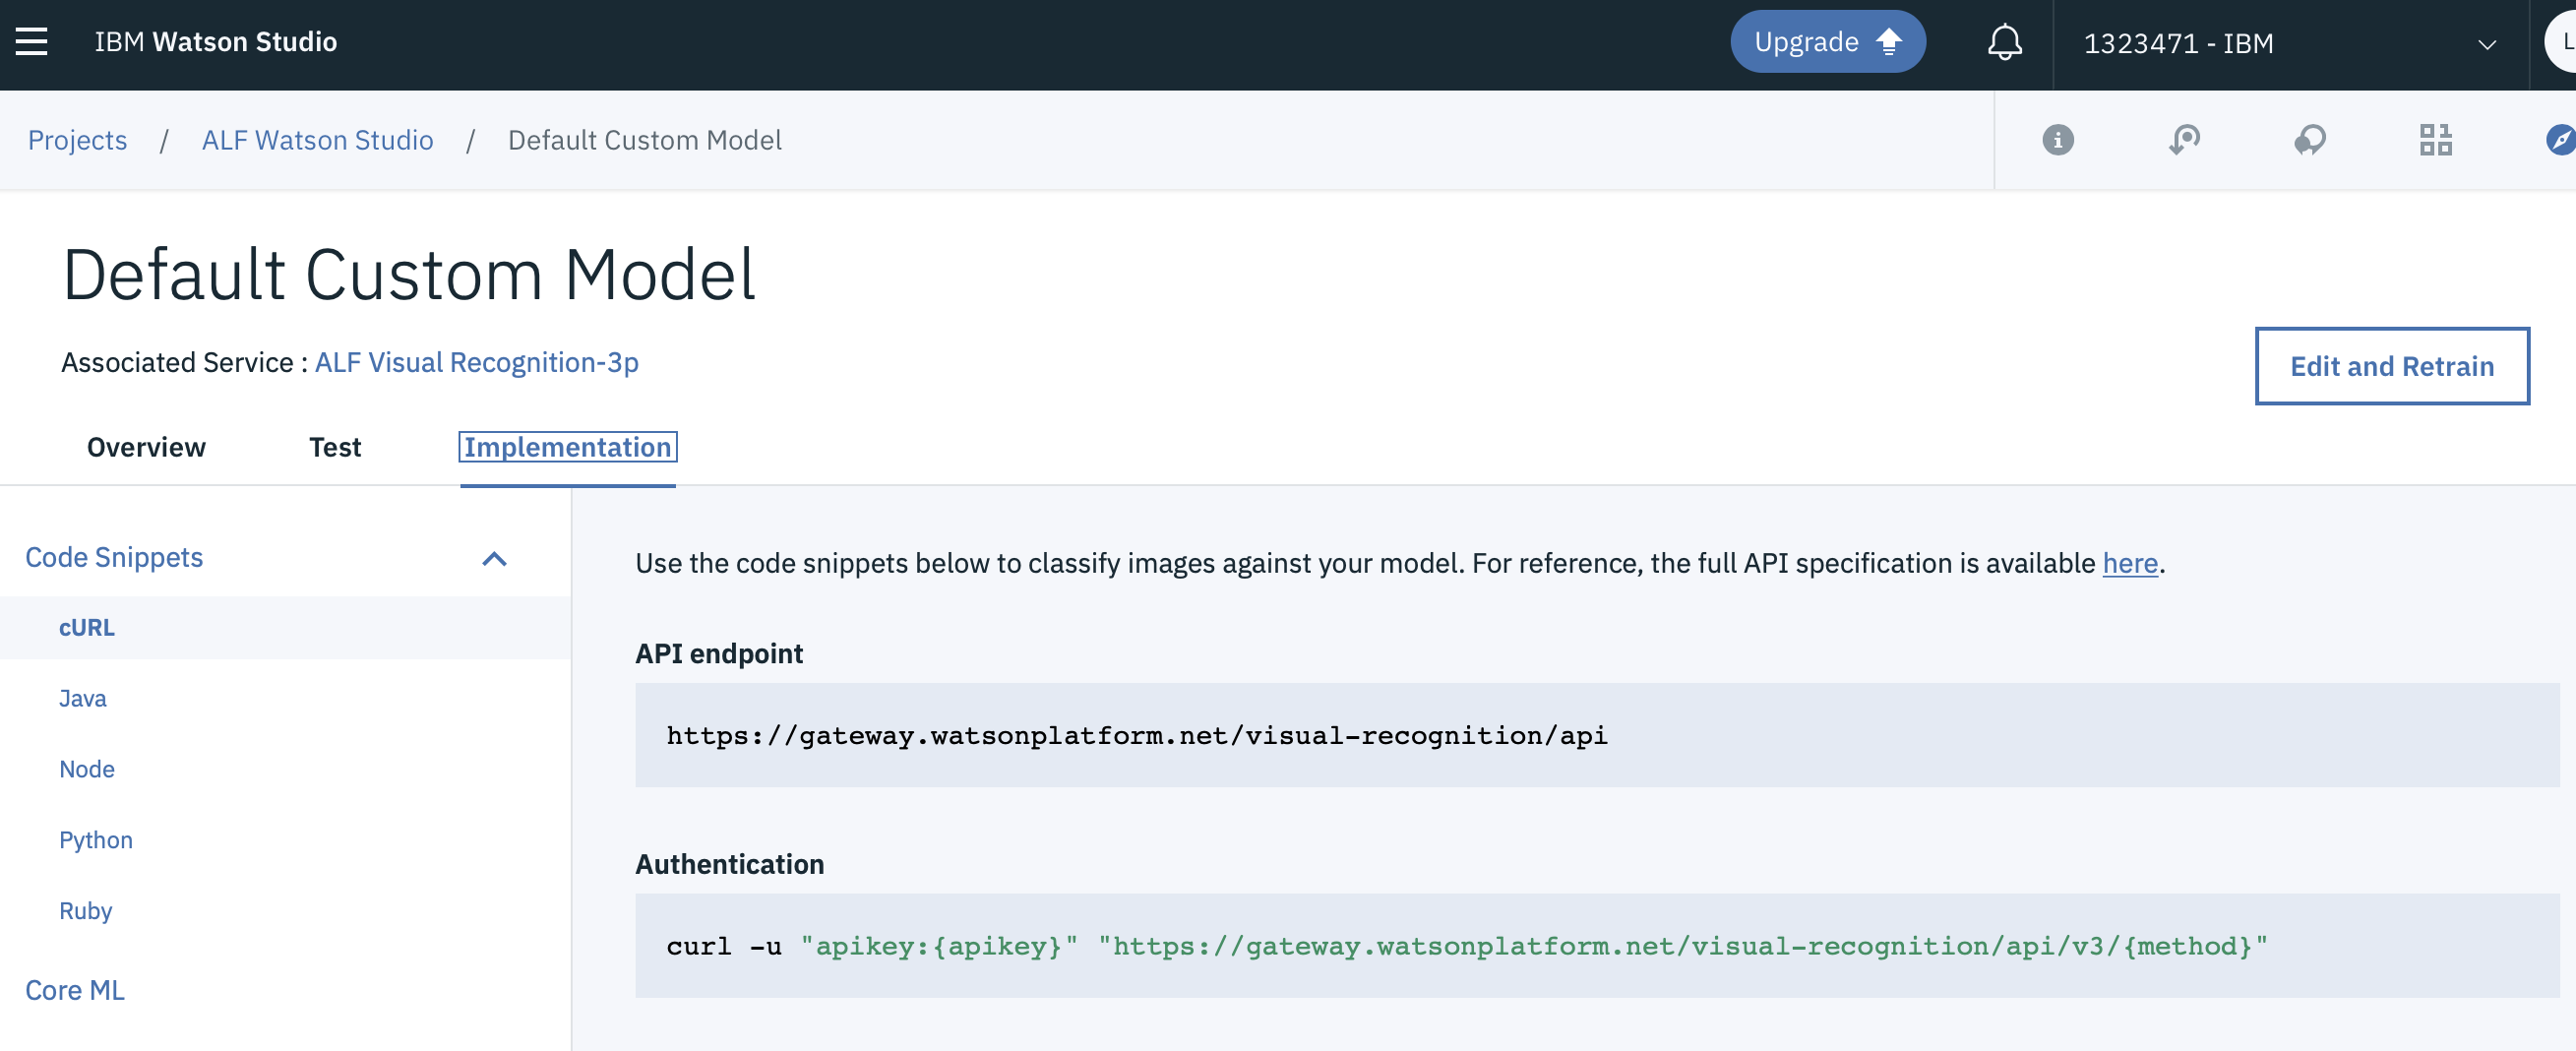 IBM Watson Studio
Upgrade
1323471 - IBM
L
Projects / ALF Watson Studio / Default Custom Model
Default Custom Model
Associated Service : ALF Visual Recognition-3p
Edit and Retrain
Overview Test Implementation
Code Snippets
cURL
Java
Node
Python
Ruby
Core ML
Use the code snippets below to classify images against your model. For reference, the full API specification is available here.
API endpoint
https://gateway.watsonplatform.net/visual-recognition/api
Authentication
curl -u "apikey:{apikey}" "https://gateway.watsonplatform.net/visual-recognition/api/v3/{method}"